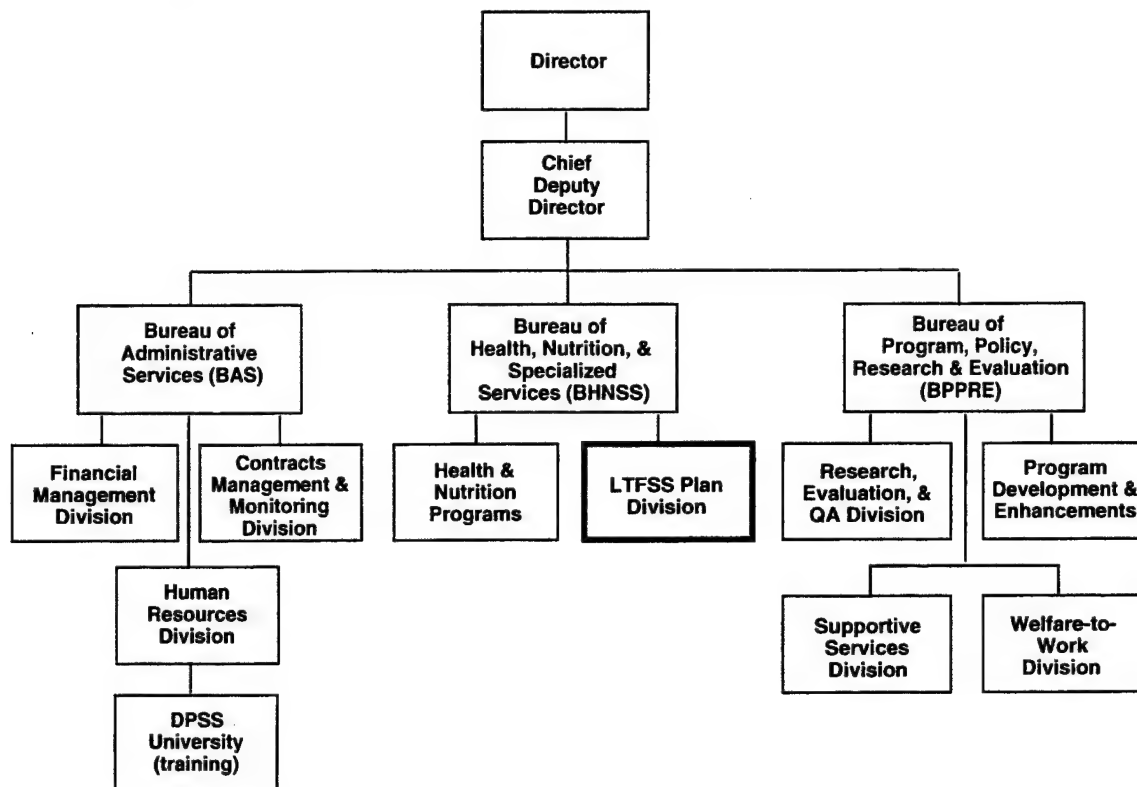 Director
Chief
Deputy
Director
Bureau of
Administrative
Services (BAS)
Bureau of
Health, Nutrition, &
Specialized
Services (BHNSS)
Bureau of
Program, Policy,
Research & Evaluation
(BPPRE)
Financial
Management
Division
Contracts
Management &
Monitoring
Division
Health &
Nutrition
Programs
LTFSS Plan
Division
Research,
Evaluation, &
QA Division
Program
Development &
Enhancements
Human
Resources
Division
Supportive
Services
Division
Welfare-to-
Work
Division
DPSS
University
(training)